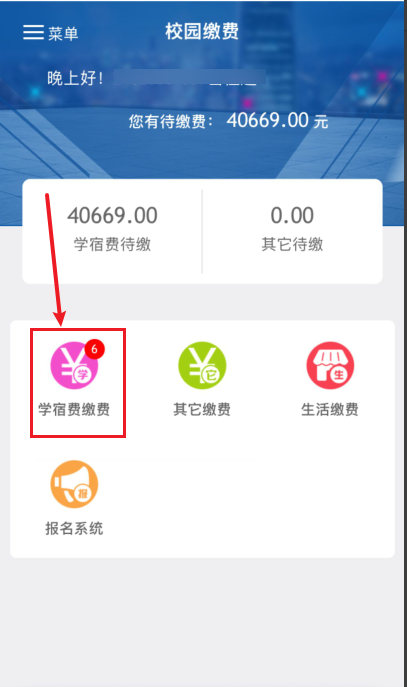 菜单
校园缴费
晚上好！
您有待缴费： 40669.00 元
40669.00
0.00
学宿费待缴
其它待缴
6
学
它
生
学宿费缴费
其它缴费
生活缴费
报
报名系统